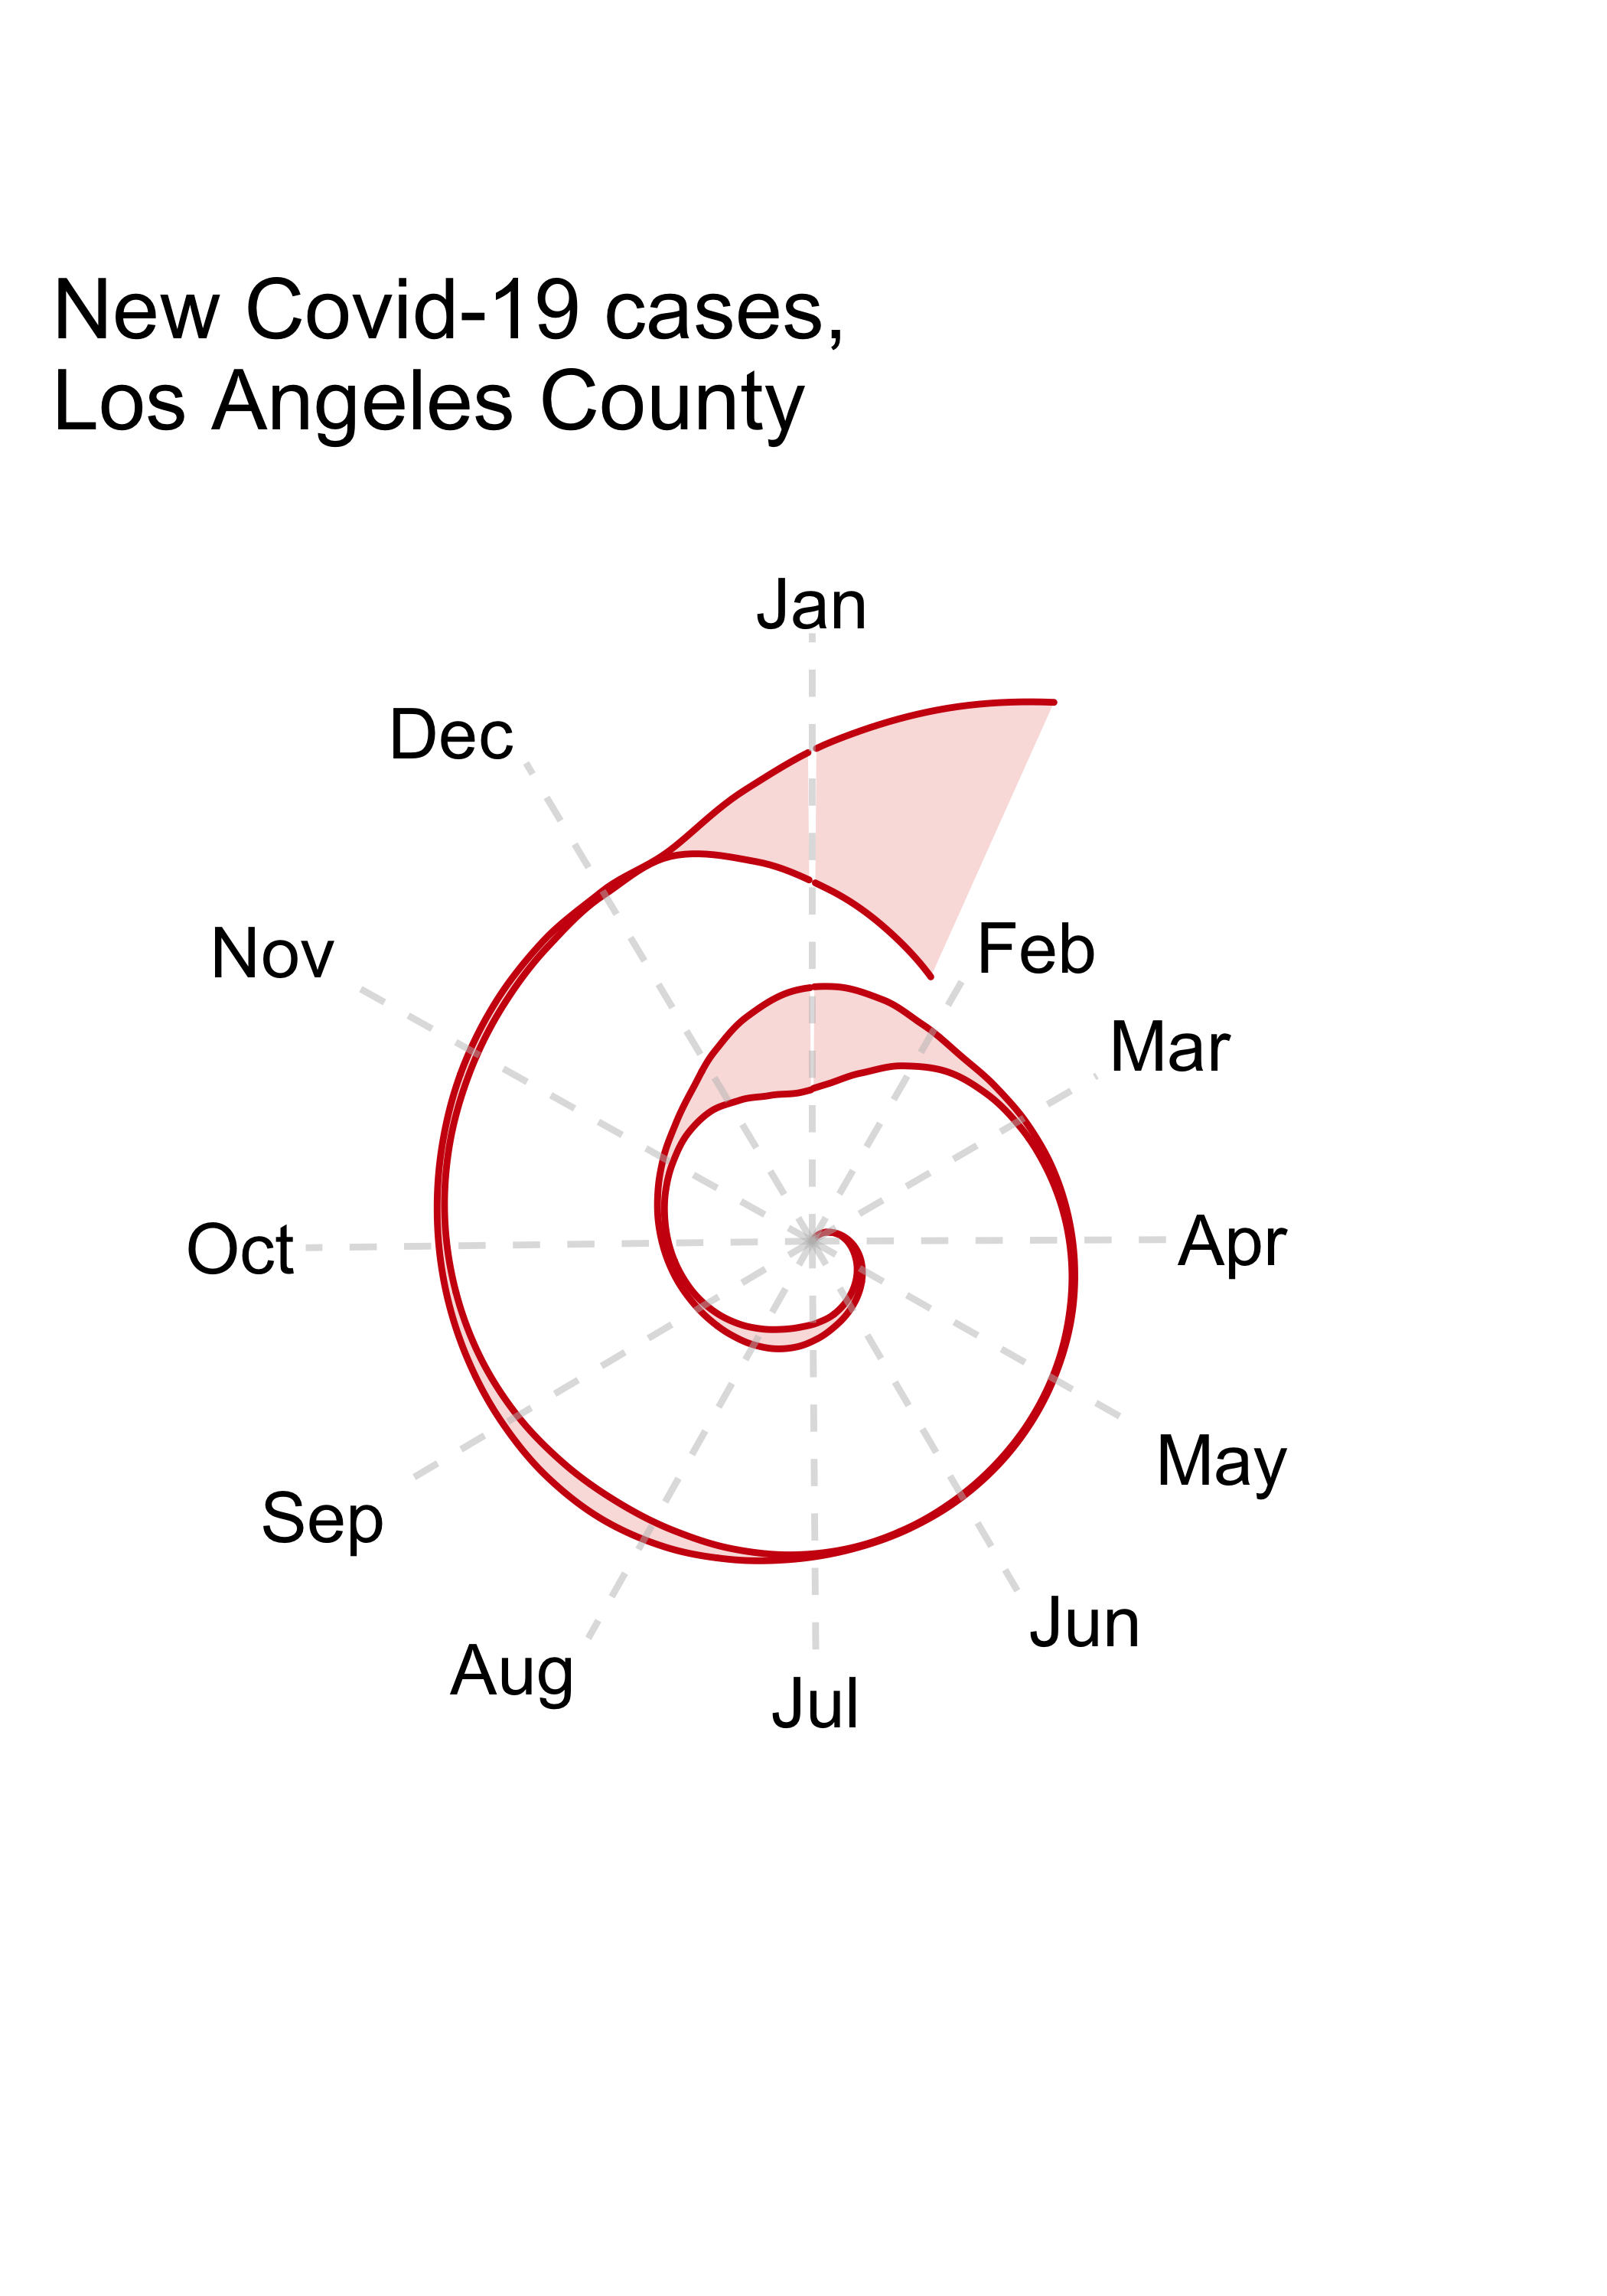 New Covid-19 cases,
Los Angeles County
Jan
Dec
Nov
Feb
Mar
Oct
Apr
May
Sep
Jun
Aug
Jul